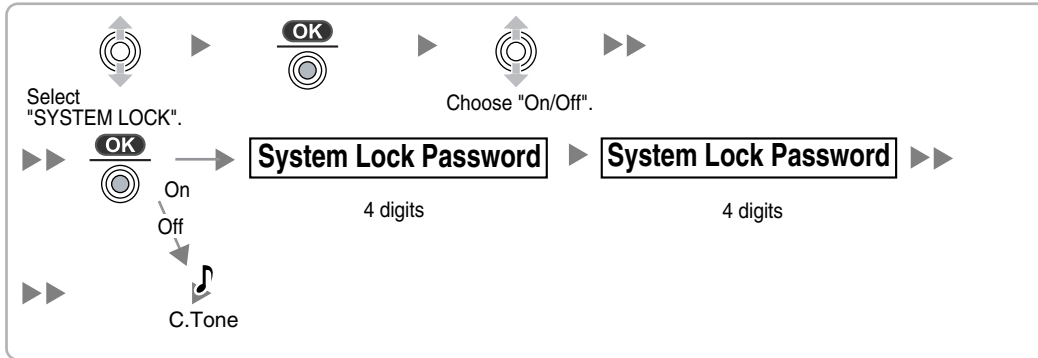 OK
Select
"SYSTEM LOCK".
Choose "On/Off".
OK
On
Off
System Lock Password
4 digits
System Lock Password
4 digits
C.Tone